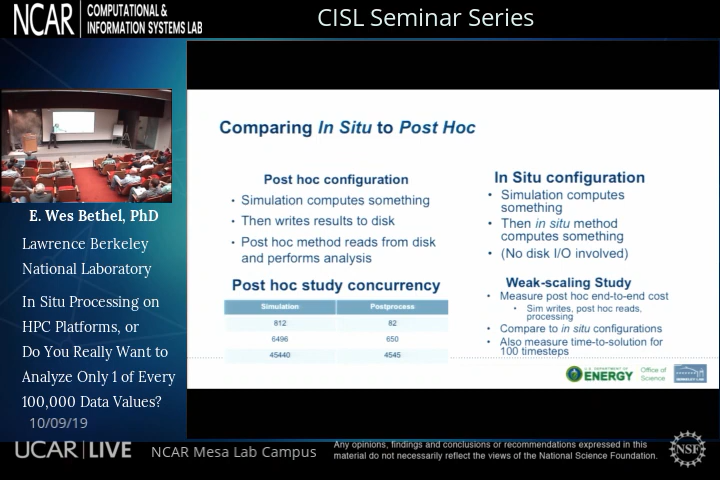 NCAR
COMPUTATIONAL &
INFORMATION SYSTEMS LAB
CISL Seminar Series
E. Wes Bethel, PhD
Lawrence Berkeley
National Laboratory
In Situ Processing on
HPC Platforms, or
Do You Really Want to
Analyze Only 1 of Every
100,000 Data Values?
10/09/19
Comparing In Situ to Post Hoc
Post hoc configuration
• Simulation computes something
• Then writes results to disk
• Post hoc method reads from disk
and performs analysis
Post hoc study concurrency
Simulation Postprocess
812 82
6496 650
45440 4545
In Situ configuration
• Simulation computes
something
• Then in situ method
computes something
• (No disk I/O involved)
Weak-scaling Study
• Measure post hoc end-to-end cost
• Sim writes, post hoc reads,
processing
• Compare to in situ configurations
• Also measure time-to-solution for
100 timesteps
U.S. DEPARTMENT OF
ENERGY
Office of
Science
BERKELEY LAB
UCAR | LIVE
NCAR Mesa Lab Campus
Any opinions, findings and conclusions or recommendations expressed in this
material do not necessarily reflect the views of the National Science Foundation.
NSF